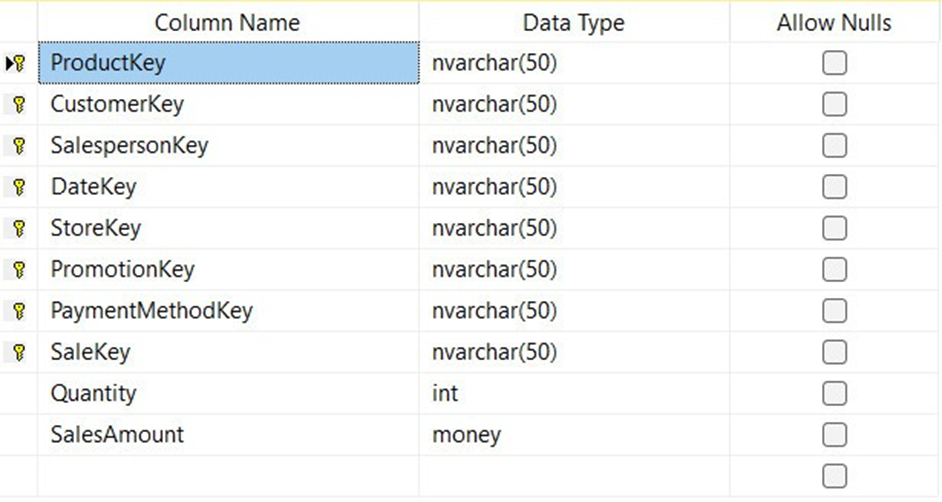 Column Name Data Type Allow Nulls
ProductKey nvarchar(50)
CustomerKey nvarchar(50)
SalespersonKey nvarchar(50)
DateKey nvarchar(50)
StoreKey nvarchar(50)
PromotionKey nvarchar(50)
PaymentMethodKey nvarchar(50)
SaleKey nvarchar(50)
Quantity int
SalesAmount money